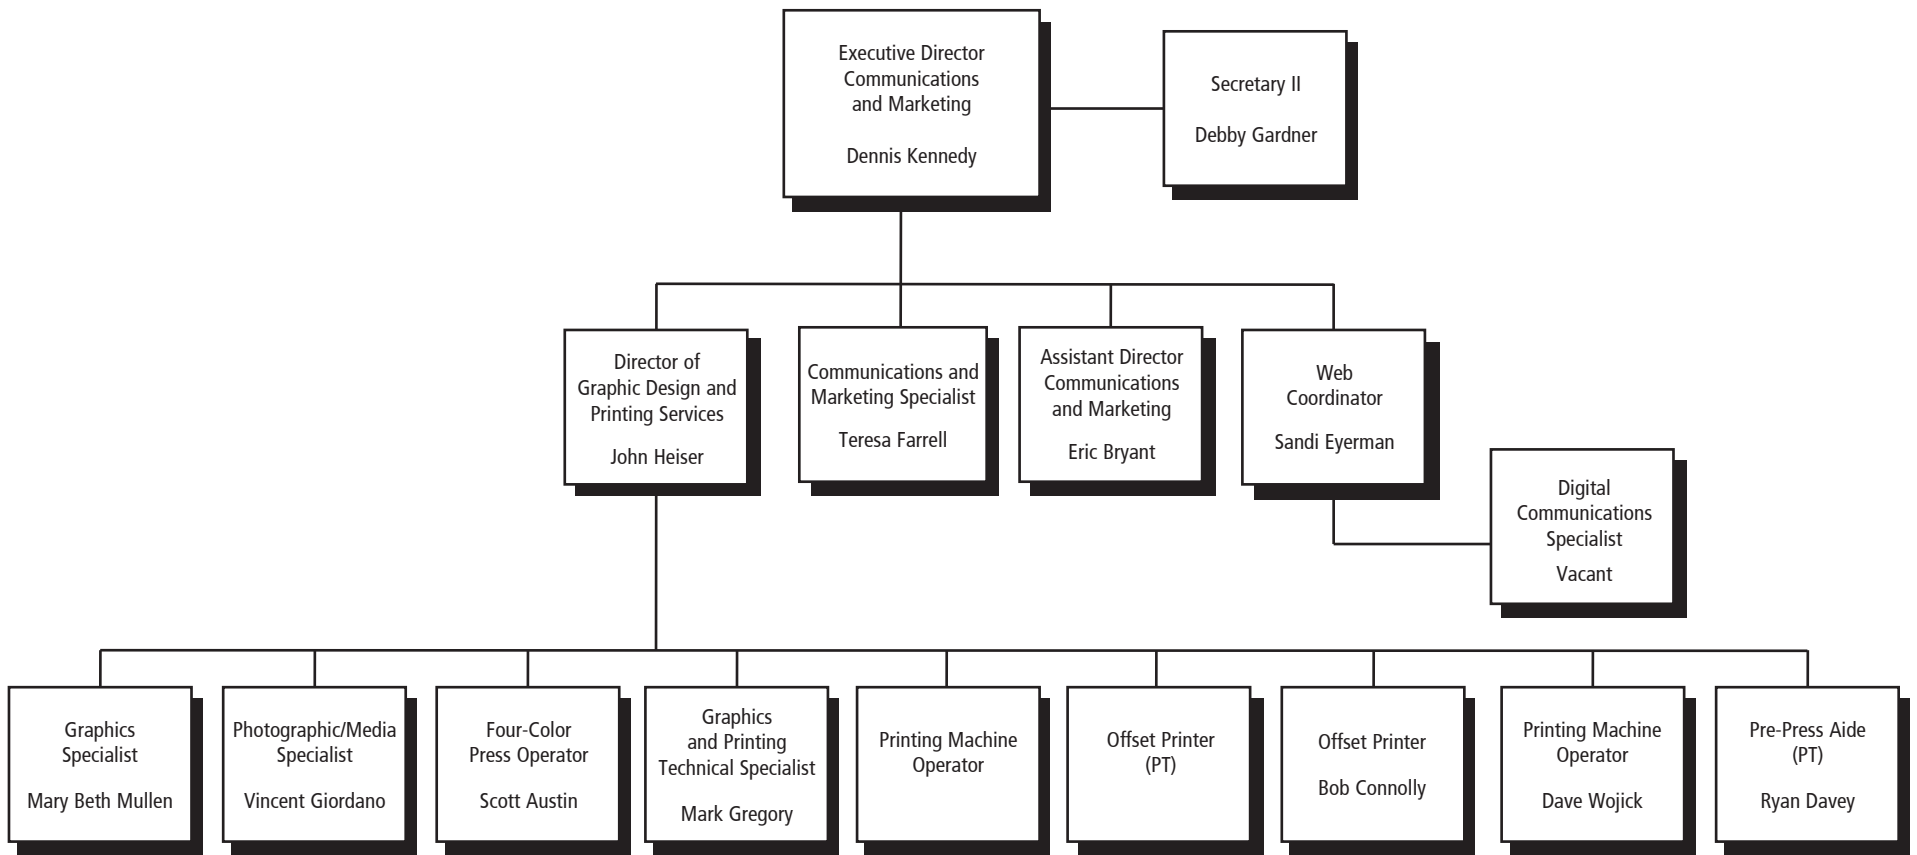 Executive Director
Communications
and Marketing
Dennis Kennedy
Secretary II
Debby Gardner
Director of
Graphic Design and
Printing Services
John Heiser
Communications and
Marketing Specialist
Teresa Farrell
Assistant Director
Communications
and Marketing
Eric Bryant
Web
Coordinator
Sandi Eyerman
Digital
Communications
Specialist
Vacant
Graphics
Specialist
Mary Beth Mullen
Photographic/Media
Specialist
Vincent Giordano
Four-Color
Press Operator
Scott Austin
Graphics
and Printing
Technical Specialist
Mark Gregory
Printing Machine
Operator
Offset Printer
(PT)
Offset Printer
Bob Connolly
Printing Machine
Operator
Dave Wojick
Pre-Press Aide
(PT)
Ryan Davey